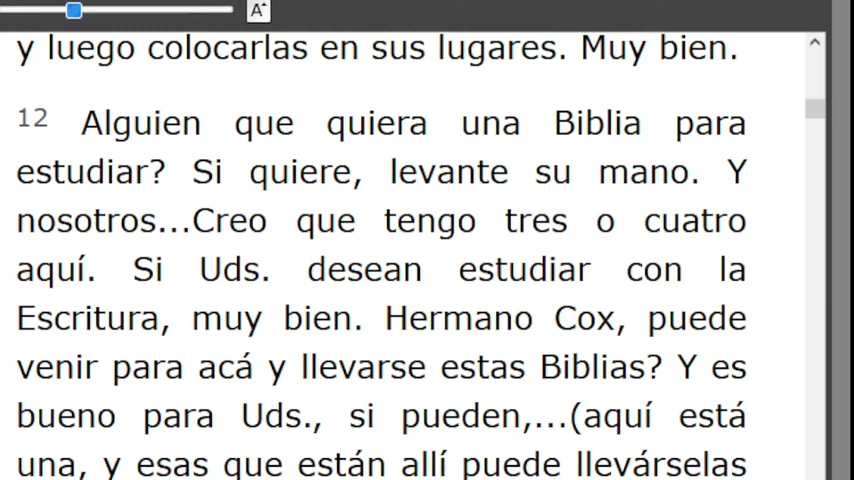 A
y luego colocarlas en sus lugares. Muy bien.
12 Alguien que quiera una Biblia para
estudiar? Si quiere, levante su mano. Y
nosotros...Creo que tengo tres o cuatro
aquí. Si Uds. desean estudiar con la
Escritura, muy bien. Hermano Cox, puede
venir para acá y llevarse estas Biblias? Y es
bueno para Uds., si pueden,...(aquí está
una, y esas que están allí puede llevárselas